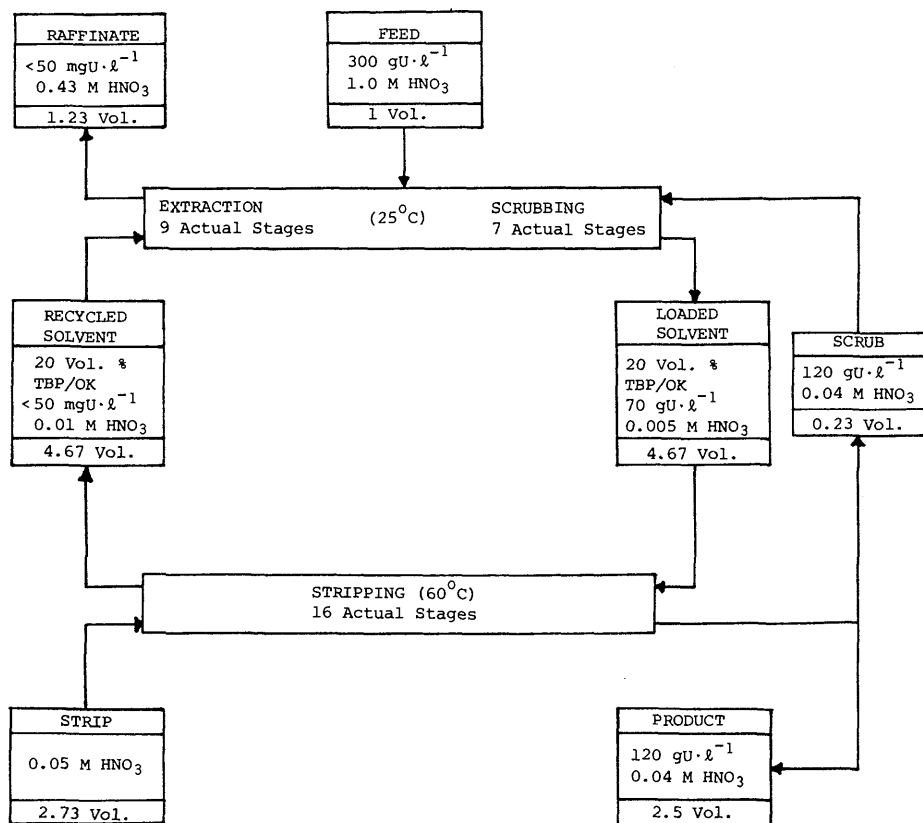 RAFFINATE
<50 mgU·ℓ⁻¹
0.43 M HNO₃
1.23 Vol.
FEED
300 gU·ℓ⁻¹
1.0 M HNO₃
1 Vol.
EXTRACTION
9 Actual Stages
(25°C)
SCRUBBING
7 Actual Stages
RECYCLED
SOLVENT
20 Vol. %
TBP/OK
<50 mgU·ℓ⁻¹
0.01 M HNO₃
4.67 Vol.
LOADED
SOLVENT
20 Vol. %
TBP/OK
70 gU·ℓ⁻¹
0.005 M HNO₃
4.67 Vol.
SCRUB
120 gU·ℓ⁻¹
0.04 M HNO₃
0.23 Vol.
STRIPPING (60°C)
16 Actual Stages
STRIP
0.05 M HNO₃
2.73 Vol.
PRODUCT
120 gU·ℓ⁻¹
0.04 M HNO₃
2.5 Vol.